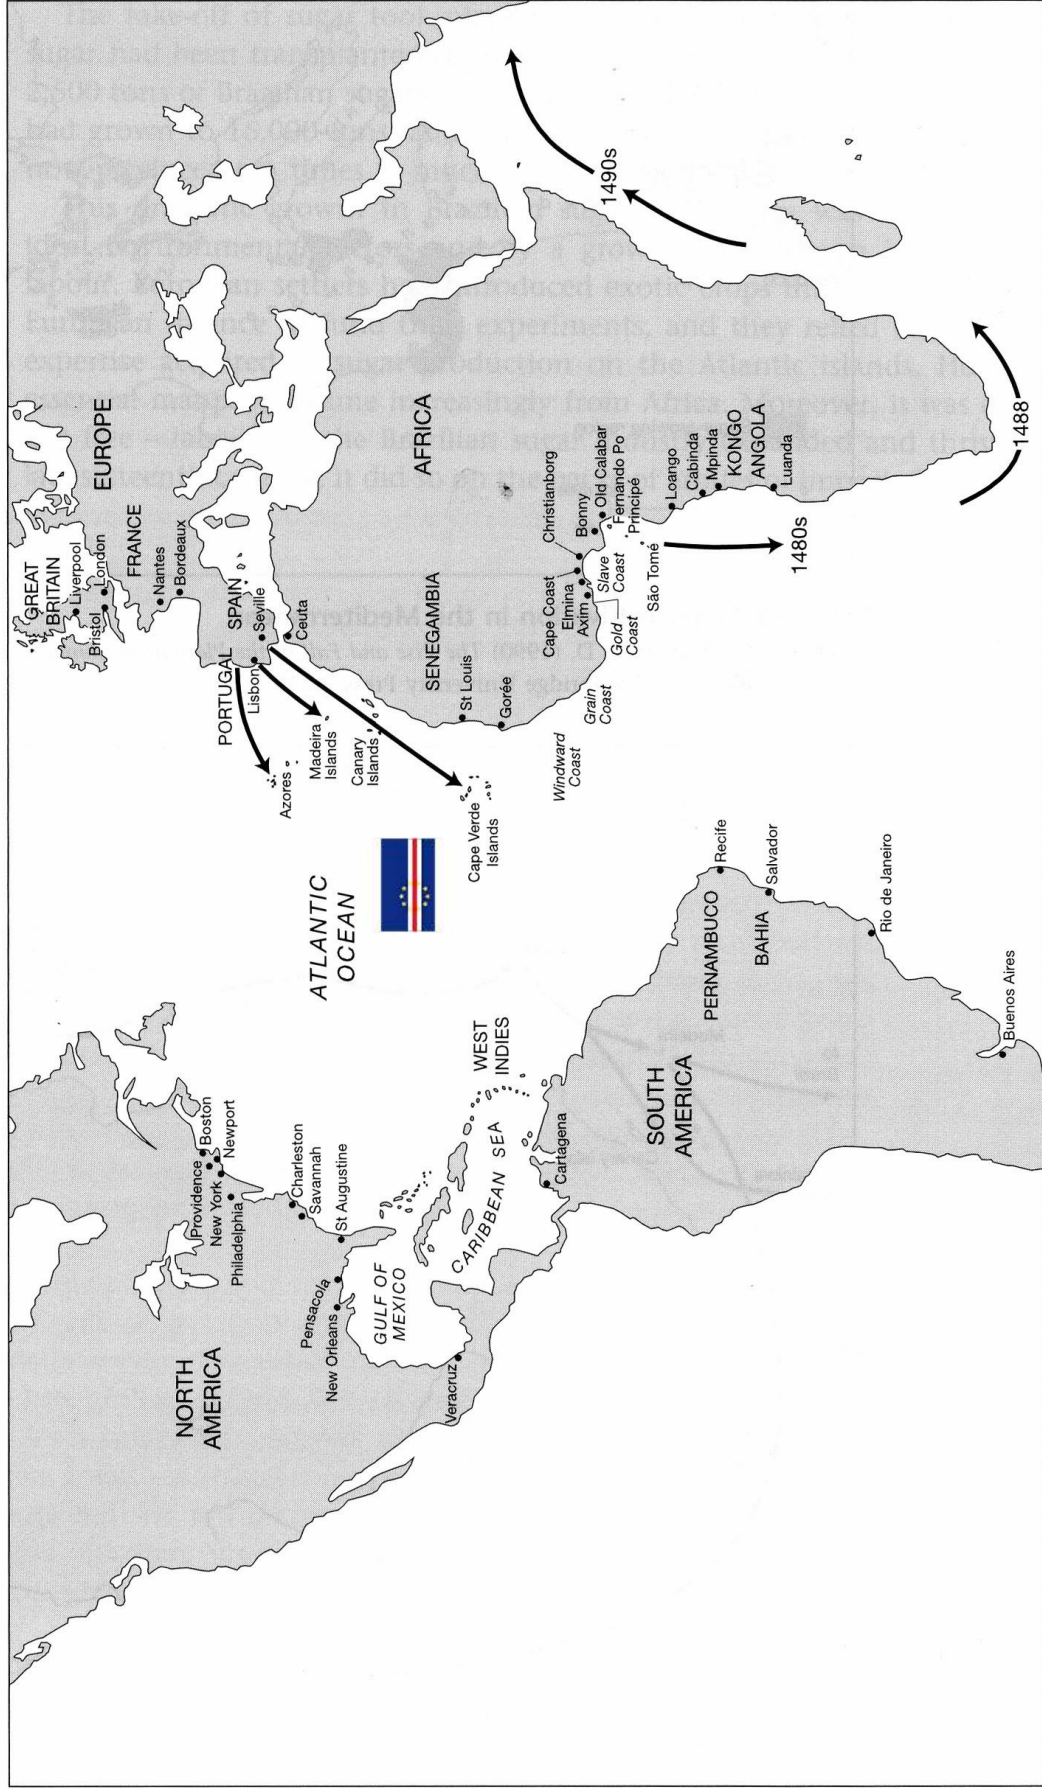 NORTH
AMERICA
Providence
Boston
New York
Newport
Philadelphia
Charleston
Savannah
St Augustine
Pensacola
New Orleans
GULF OF
MEXICO
Veracruz
CARIBBEAN SEA
WEST
INDIES
Cartagena
SOUTH
AMERICA
PERNAMBUCO
BAHIA
Recife
Salvador
Rio de Janeiro
Buenos Aires
ATLANTIC
OCEAN
Azores
Madeira
Islands
Canary
Islands
Cape Verde
Islands
GREAT
BRITAIN
Liverpool
Bristol
London
EUROPE
FRANCE
Nantes
Bordeaux
PORTUGAL
SPAIN
Lisbon
Seville
Ceuta
AFRICA
SENEGAMBIA
St Louis
Gorée
Windward
Coast
Grain
Coast
Cape Coast
Elmina
Axim
Christianborg
Gold
Coast
Slave
Coast
Bonny
Old Calabar
Fernando Po
Principé
São Tomé
Loango
Cabinda
Mpinda
KONGO
ANGOLA
Luanda
1480s
1488
1490s